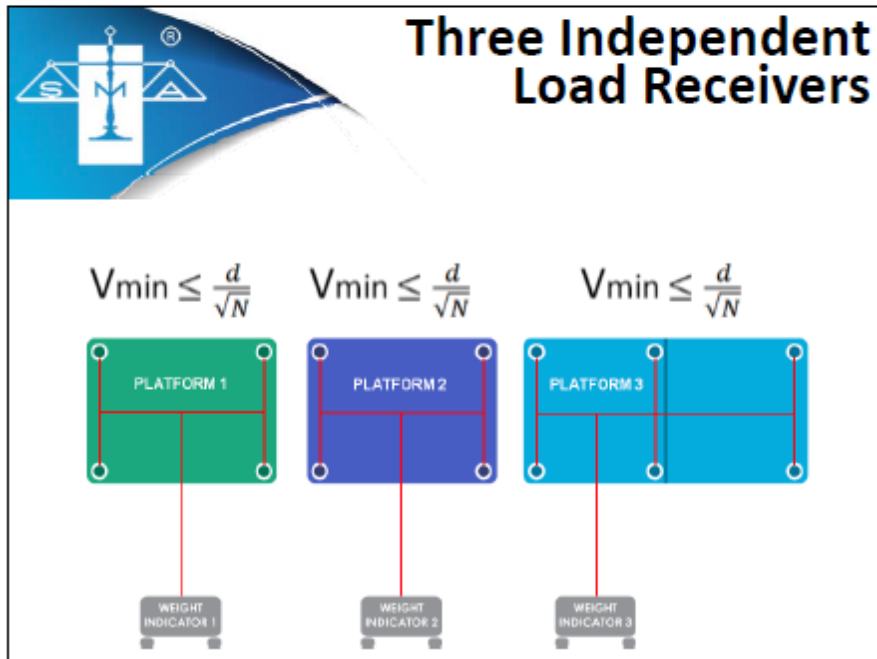 Three Independent
Load Receivers
®
S M A
Vmin ≤ d/√N
Vmin ≤ d/√N
Vmin ≤ d/√N
PLATFORM 1
PLATFORM 2
PLATFORM 3
WEIGHT
INDICATOR 1
WEIGHT
INDICATOR 2
WEIGHT
INDICATOR 3